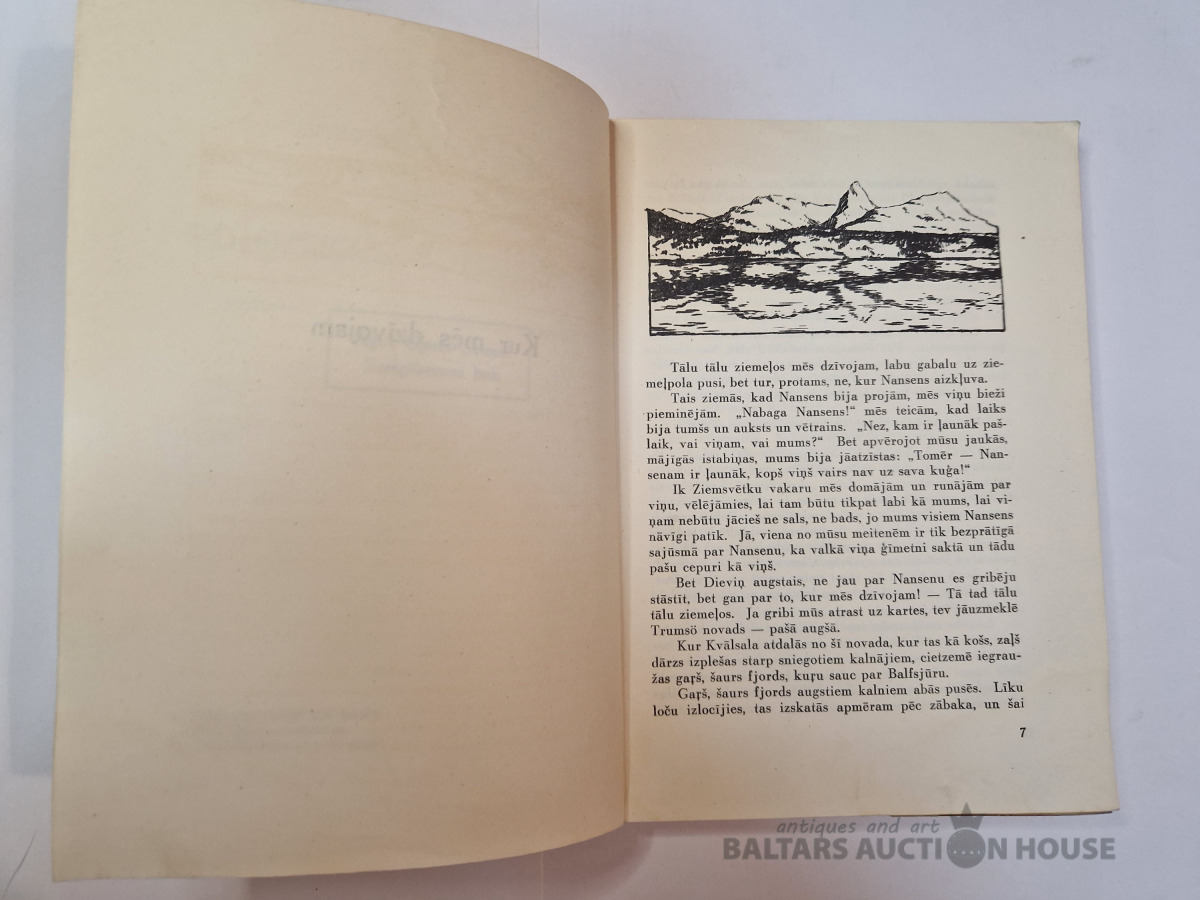 Kur mēs dzīvojam
Tālu tālu ziemeļos mēs dzīvojam, labu gabalu uz zie-
meļpola pusi, bet tur, protams, ne, kur Nansens aizkļuva.
Tais ziemās, kad Nansens bija projām, mēs viņu bieži
pieminējām. „Nabaga Nansens!“ mēs teicām, kad laiks
bija tumšs un auksts un vētrains. „Nez, kam ir ļaunāk paš-
laik, vai viņam, vai mums?“ Bet apvērojot mūsu jaukās,
mājīgās istabiņas, mums bija jāatzīstas: „Tomēr — Nan-
senam ir ļaunāk, kopš viņš vairs nav uz sava kuģa!“
Ik Ziemsvētku vakaru mēs domājām un runājām par
viņu, vēlējāmies, lai tam būtu tikpat labi kā mums, lai vi-
ņam nebūtu jācieš ne sals, ne bads, jo mums visiem Nansens
nāvīgi patīk. Jā, viena no mūsu meitenēm ir tik bezprātīgā
sajūsmā par Nansenu, ka valkā viņa ģīmetni saktā un tādu
pašu cepuri kā viņš.
Bet Dieviņ augstais, ne jau par Nansenu es gribēju
stāstīt, bet gan par to, kur mēs dzīvojam! — Tā tad tālu
tālu ziemeļos. Ja gribi mūs atrast uz kartes, tev jāuzmeklē
Trumsö novads — pašā augšā.
Kur Kvālsala atdalās no šī novada, kur tas kā košs, zaļš
dārzs izplešas starp sniegotiem kalnājiem, cietzemē iegrau-
žas gaŗš, šaurs fjords, kuŗu sauc par Balfsjūru.
Gaŗš, šaurs fjords augstiem kalniem abās pusēs. Līku
loču izlocījies, tas izskatās apmēram pēc zābaka, un šai
7
antiques and art
BALTARS AUCTION HOUSE